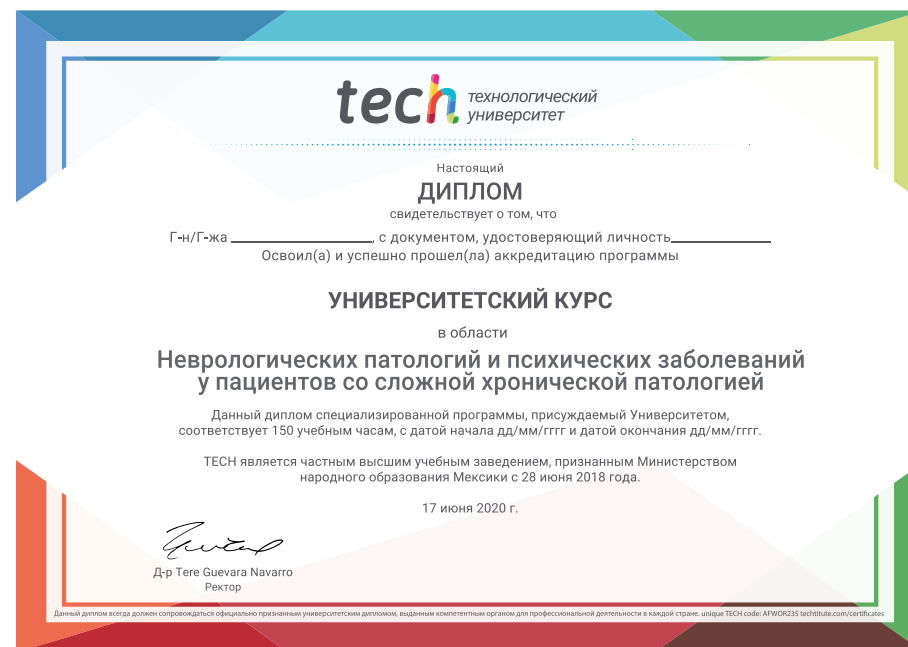 tech технологический
университет
Настоящий
ДИПЛОМ
свидетельствует о том, что
Г-н/Г-жа ____________, с документом, удостоверяющий личность____________
Освоил(а) и успешно прошел(ла) аккредитацию программы
УНИВЕРСИТЕТСКИЙ КУРС
в области
Неврологических патологий и психических заболеваний
у пациентов со сложной хронической патологией
Данный диплом специализированной программы, присуждаемый Университетом,
соответствует 150 учебным часам, с датой начала дд/мм/гггг и датой окончания дд/мм/гггг.
TECH является частным высшим учебным заведением, признанным Министерством
народного образования Мексики с 28 июня 2018 года.
17 июня 2020 г.
Д-р Tere Guevara Navarro
Ректор
Данный диплом всегда должен сопровождаться официально признанным университетским дипломом, выданным компетентным органом для профессиональной деятельности в каждой стране. unique TECH code: AFWOR23S techtitute.com/certificates